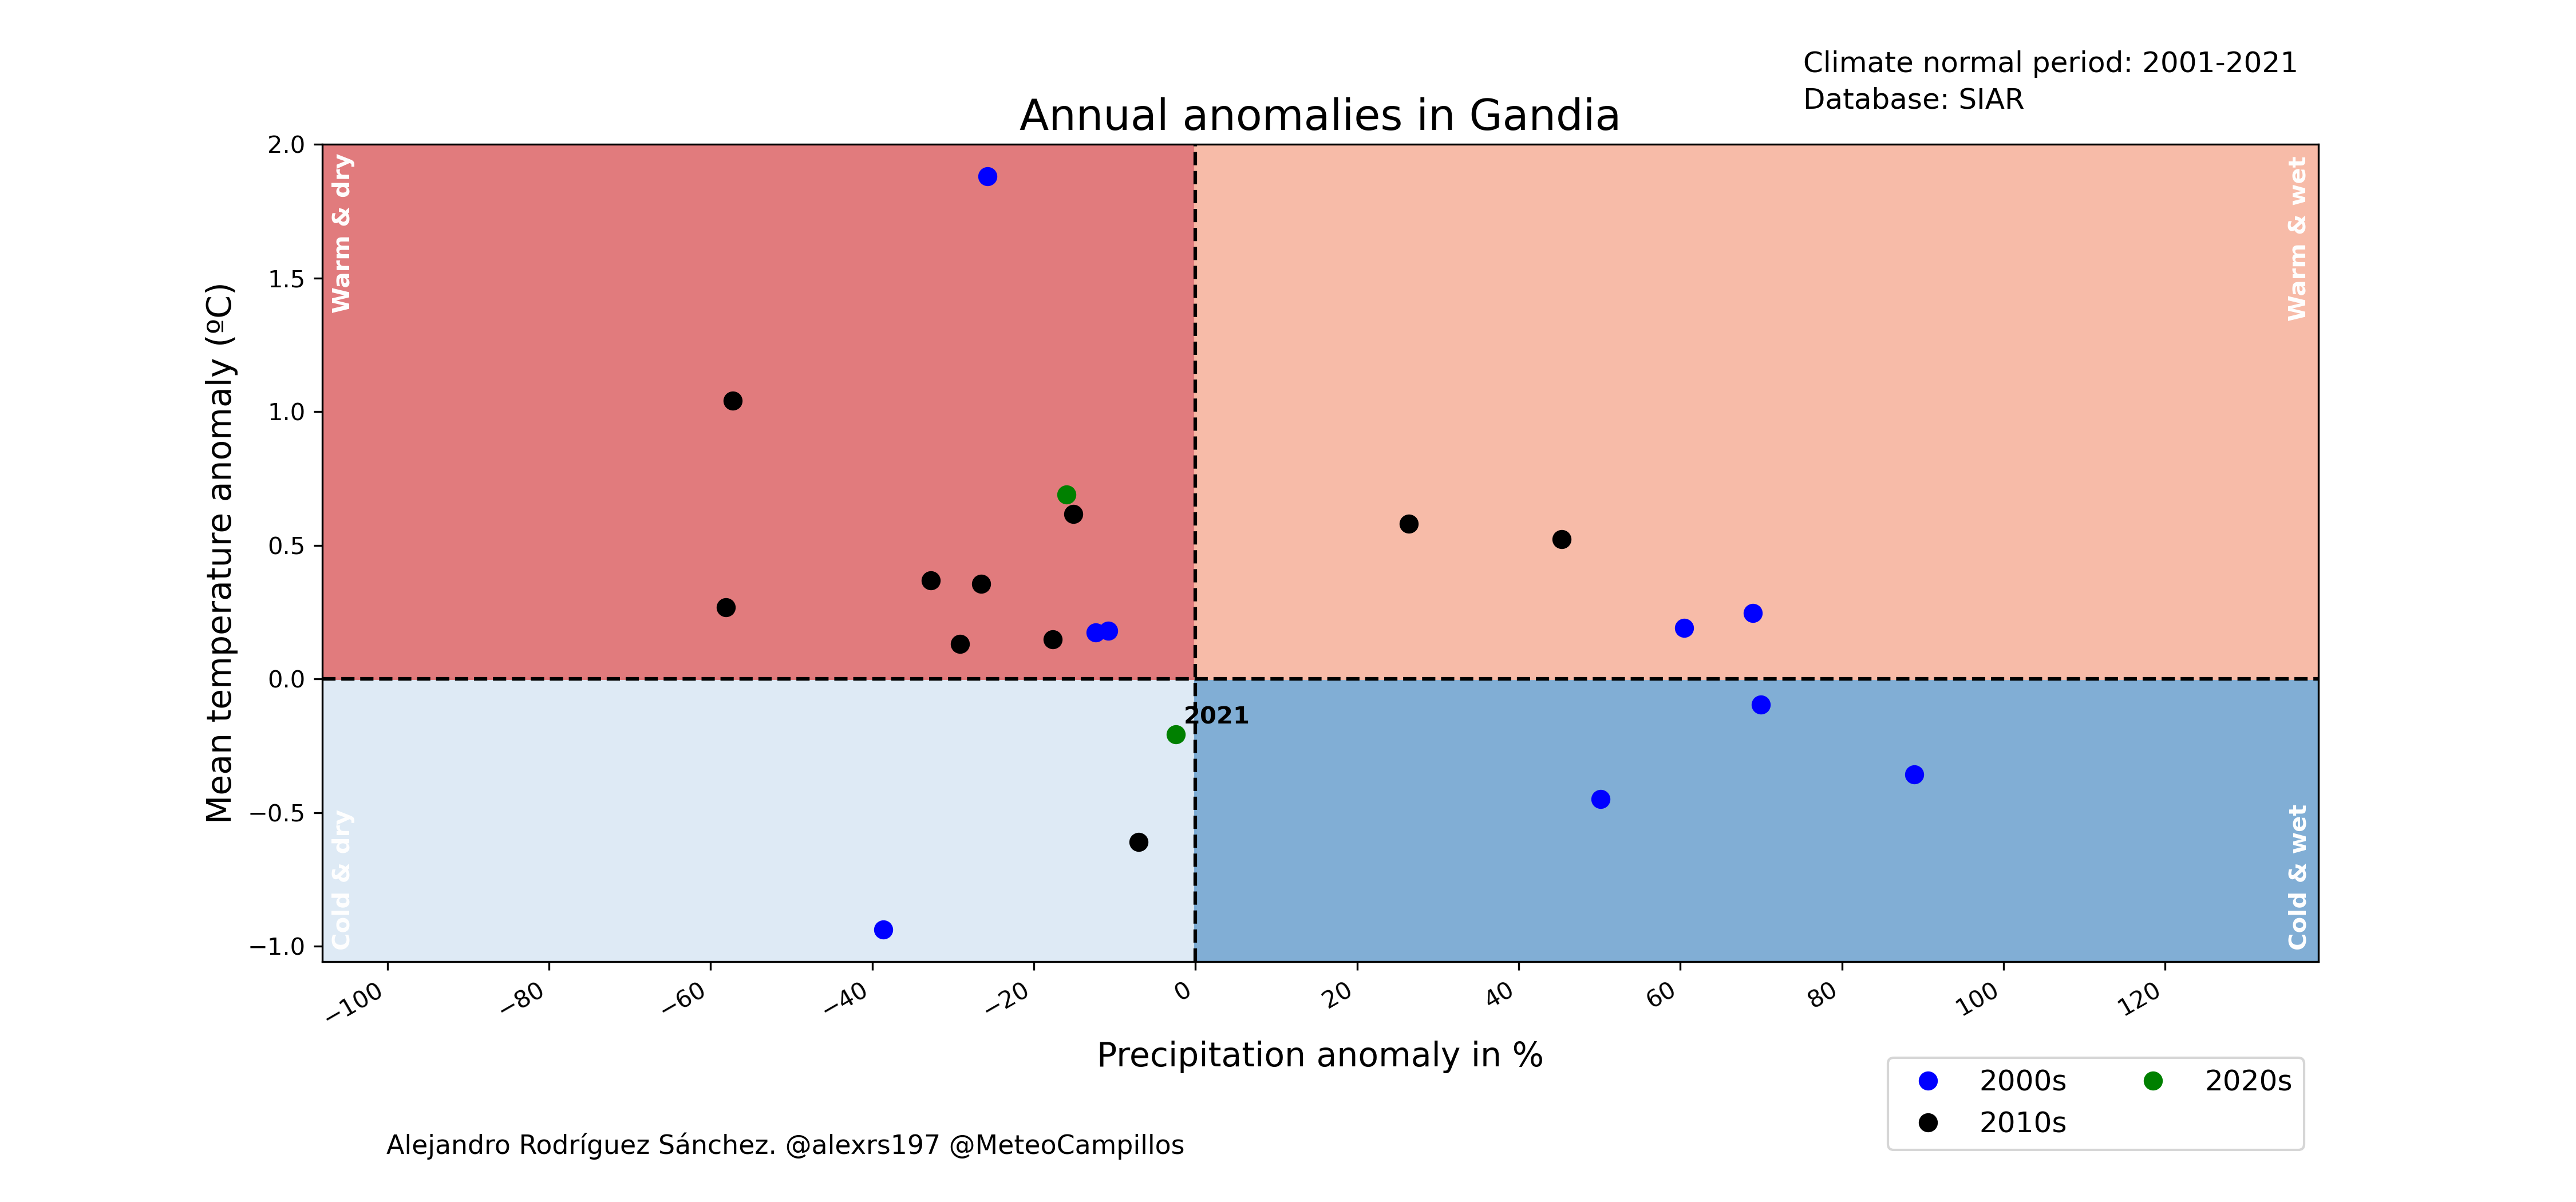 Climate normal period: 2001-2021
Database: SIAR
Annual anomalies in Gandia
Mean temperature anomaly (ºC)
2.0
1.5
1.0
0.5
0.0
−0.5
−1.0
Warm & dry
Warm & wet
2021
Cold & dry
Cold & wet
−100
−80
−60
−40
−20
0
20
40
60
80
100
120
Precipitation anomaly in %
2000s
2010s
2020s
Alejandro Rodríguez Sánchez. @alexrs197 @MeteoCampillos